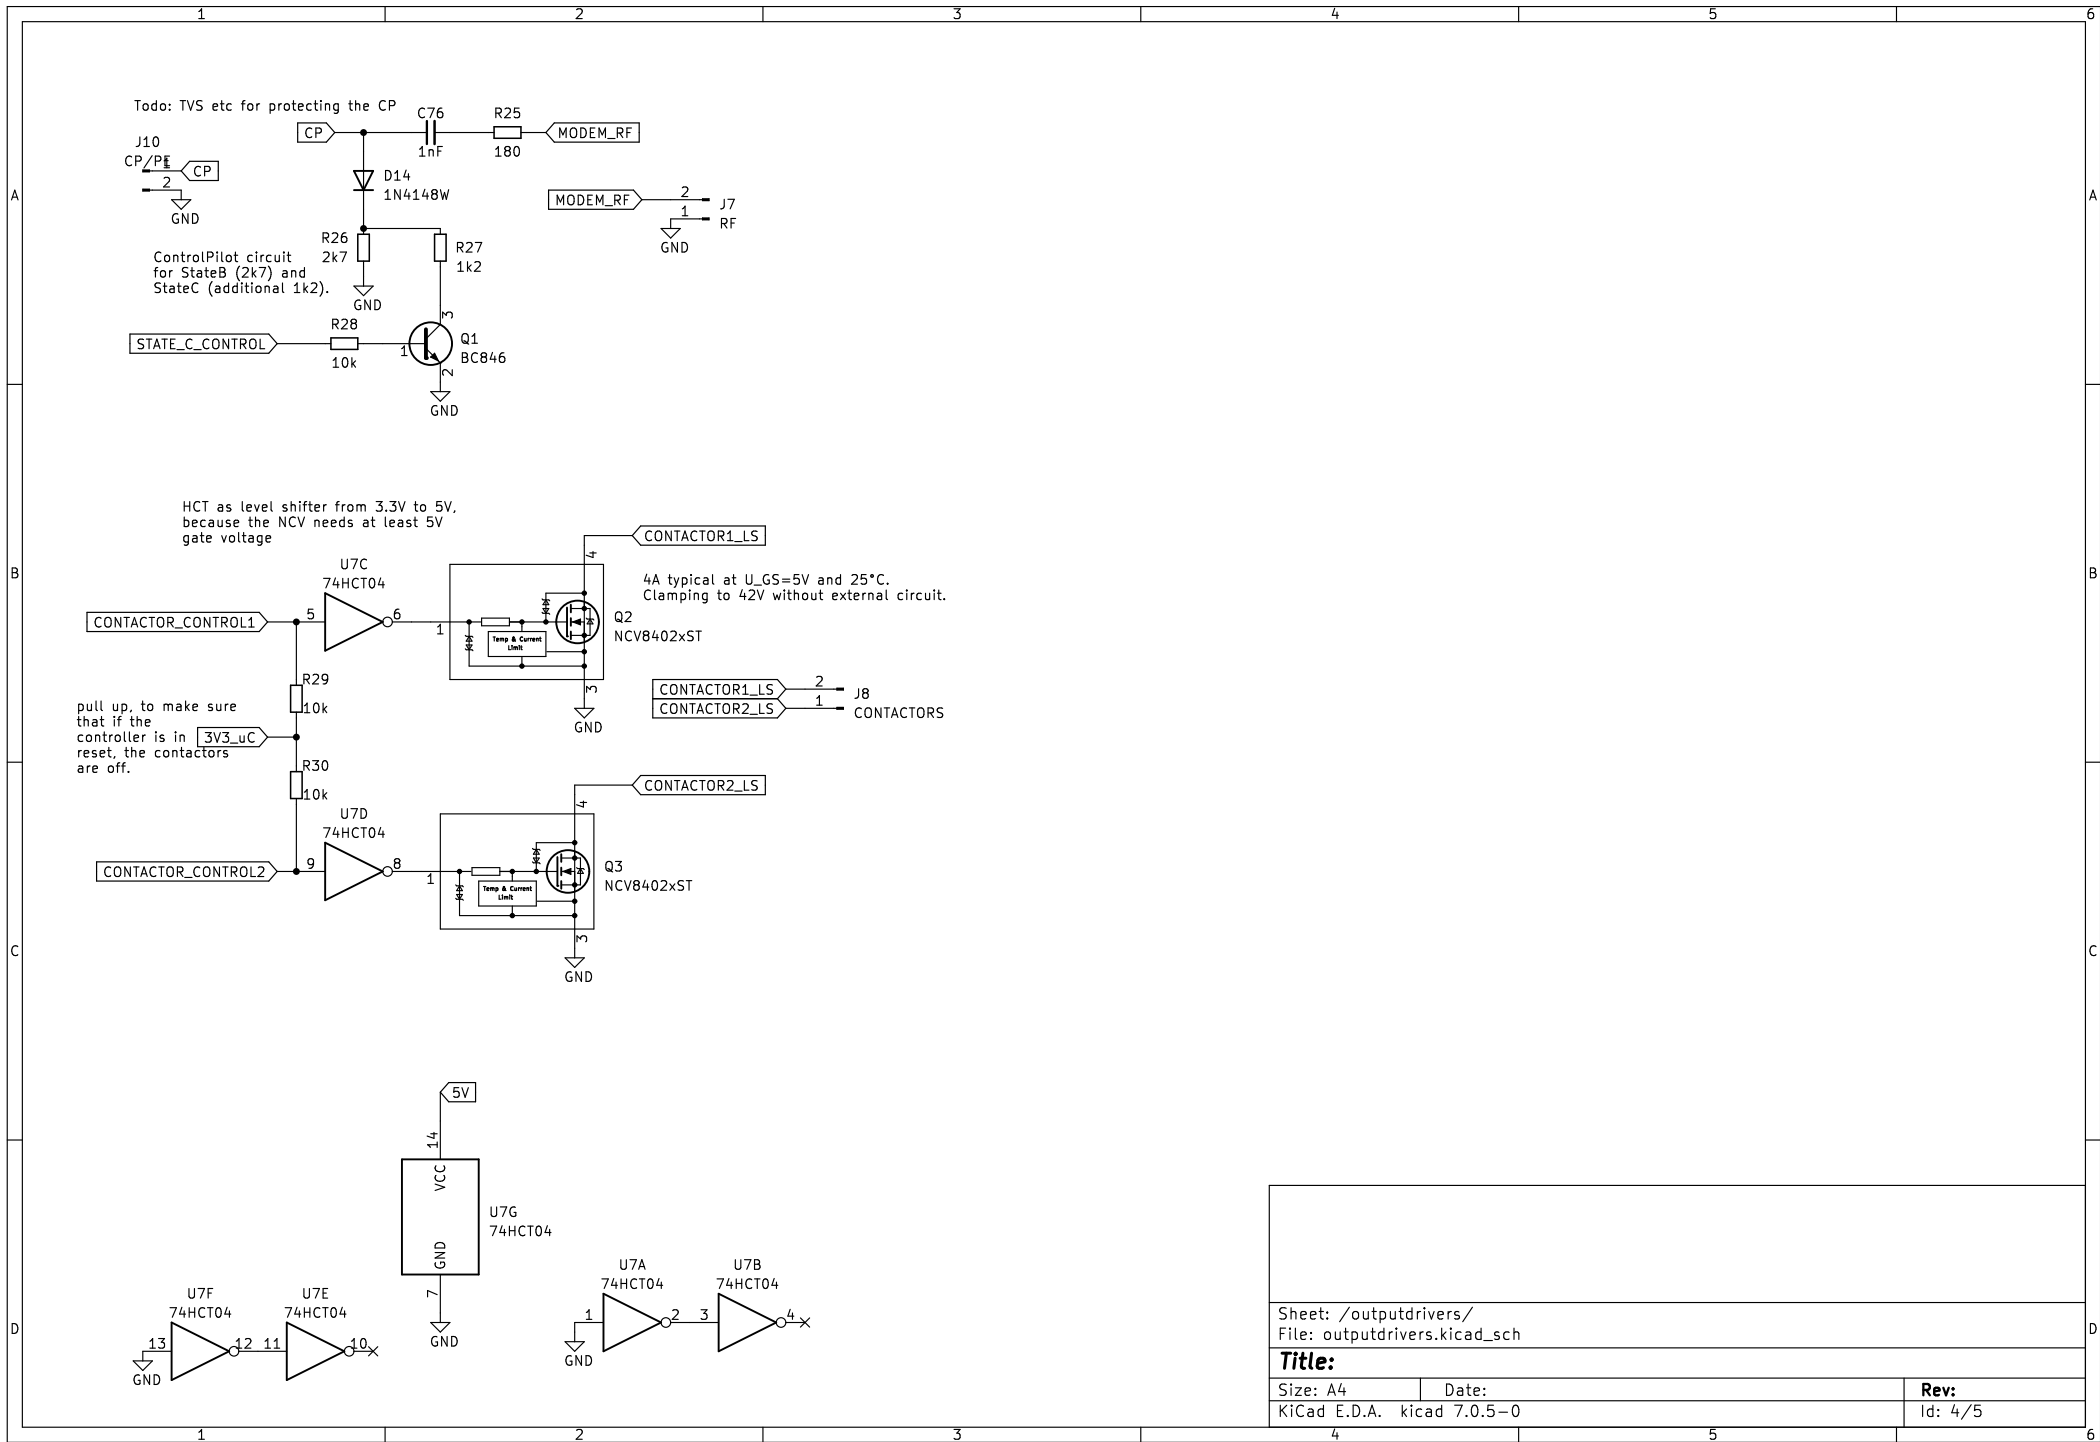 1 2 3 4 5 6
Todo: TVS etc for protecting the CP
CP
C76
1nF
R25
180
MODEM_RF
J10
CP/PE
1
CP
2
GND
D14
1N4148W
MODEM_RF
2
1
J7
RF
GND
A
A
R26
2k7
R27
1k2
ControlPilot circuit
for StateB (2k7) and
StateC (additional 1k2).
GND
STATE_C_CONTROL
R28
10k
1
3
Q1
BC846
2
GND
HCT as level shifter from 3.3V to 5V,
because the NCV needs at least 5V
gate voltage
CONTACTOR1_LS
4
U7C
74HCT04
B
B
4A typical at U_GS=5V and 25°C.
Clamping to 42V without external circuit.
CONTACTOR_CONTROL1
5
6
1
Temp & Current
Limit
Q2
NCV8402xST
3
GND
R29
10k
CONTACTOR1_LS
2
CONTACTOR2_LS
1
J8
CONTACTORS
pull up, to make sure
that if the
controller is in
reset, the contactors
are off.
3V3_uC
R30
10k
CONTACTOR2_LS
4
U7D
74HCT04
CONTACTOR_CONTROL2
9
8
1
Temp & Current
Limit
Q3
NCV8402xST
3
GND
C
C
5V
14
VCC
U7G
74HCT04
GND
7
GND
U7A
74HCT04
1
2
GND
U7B
74HCT04
3
4
U7F
74HCT04
13
12
GND
U7E
74HCT04
11
10
D
D
Sheet: /outputdrivers/
File: outputdrivers.kicad_sch
Title:
Size: A4
Date:
Rev:
KiCad E.D.A. kicad 7.0.5-0
Id: 4/5
1 2 3 4 5 6